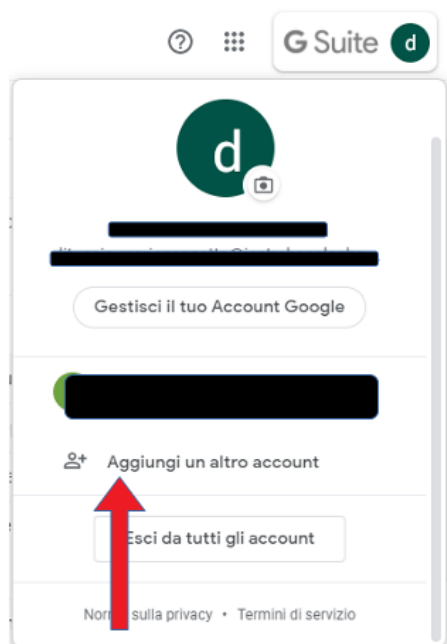 G Suite d
d
Gestisci il tuo Account Google
Aggiungi un altro account
Esci da tutti gli account
sulla privacy • Termini di servizio